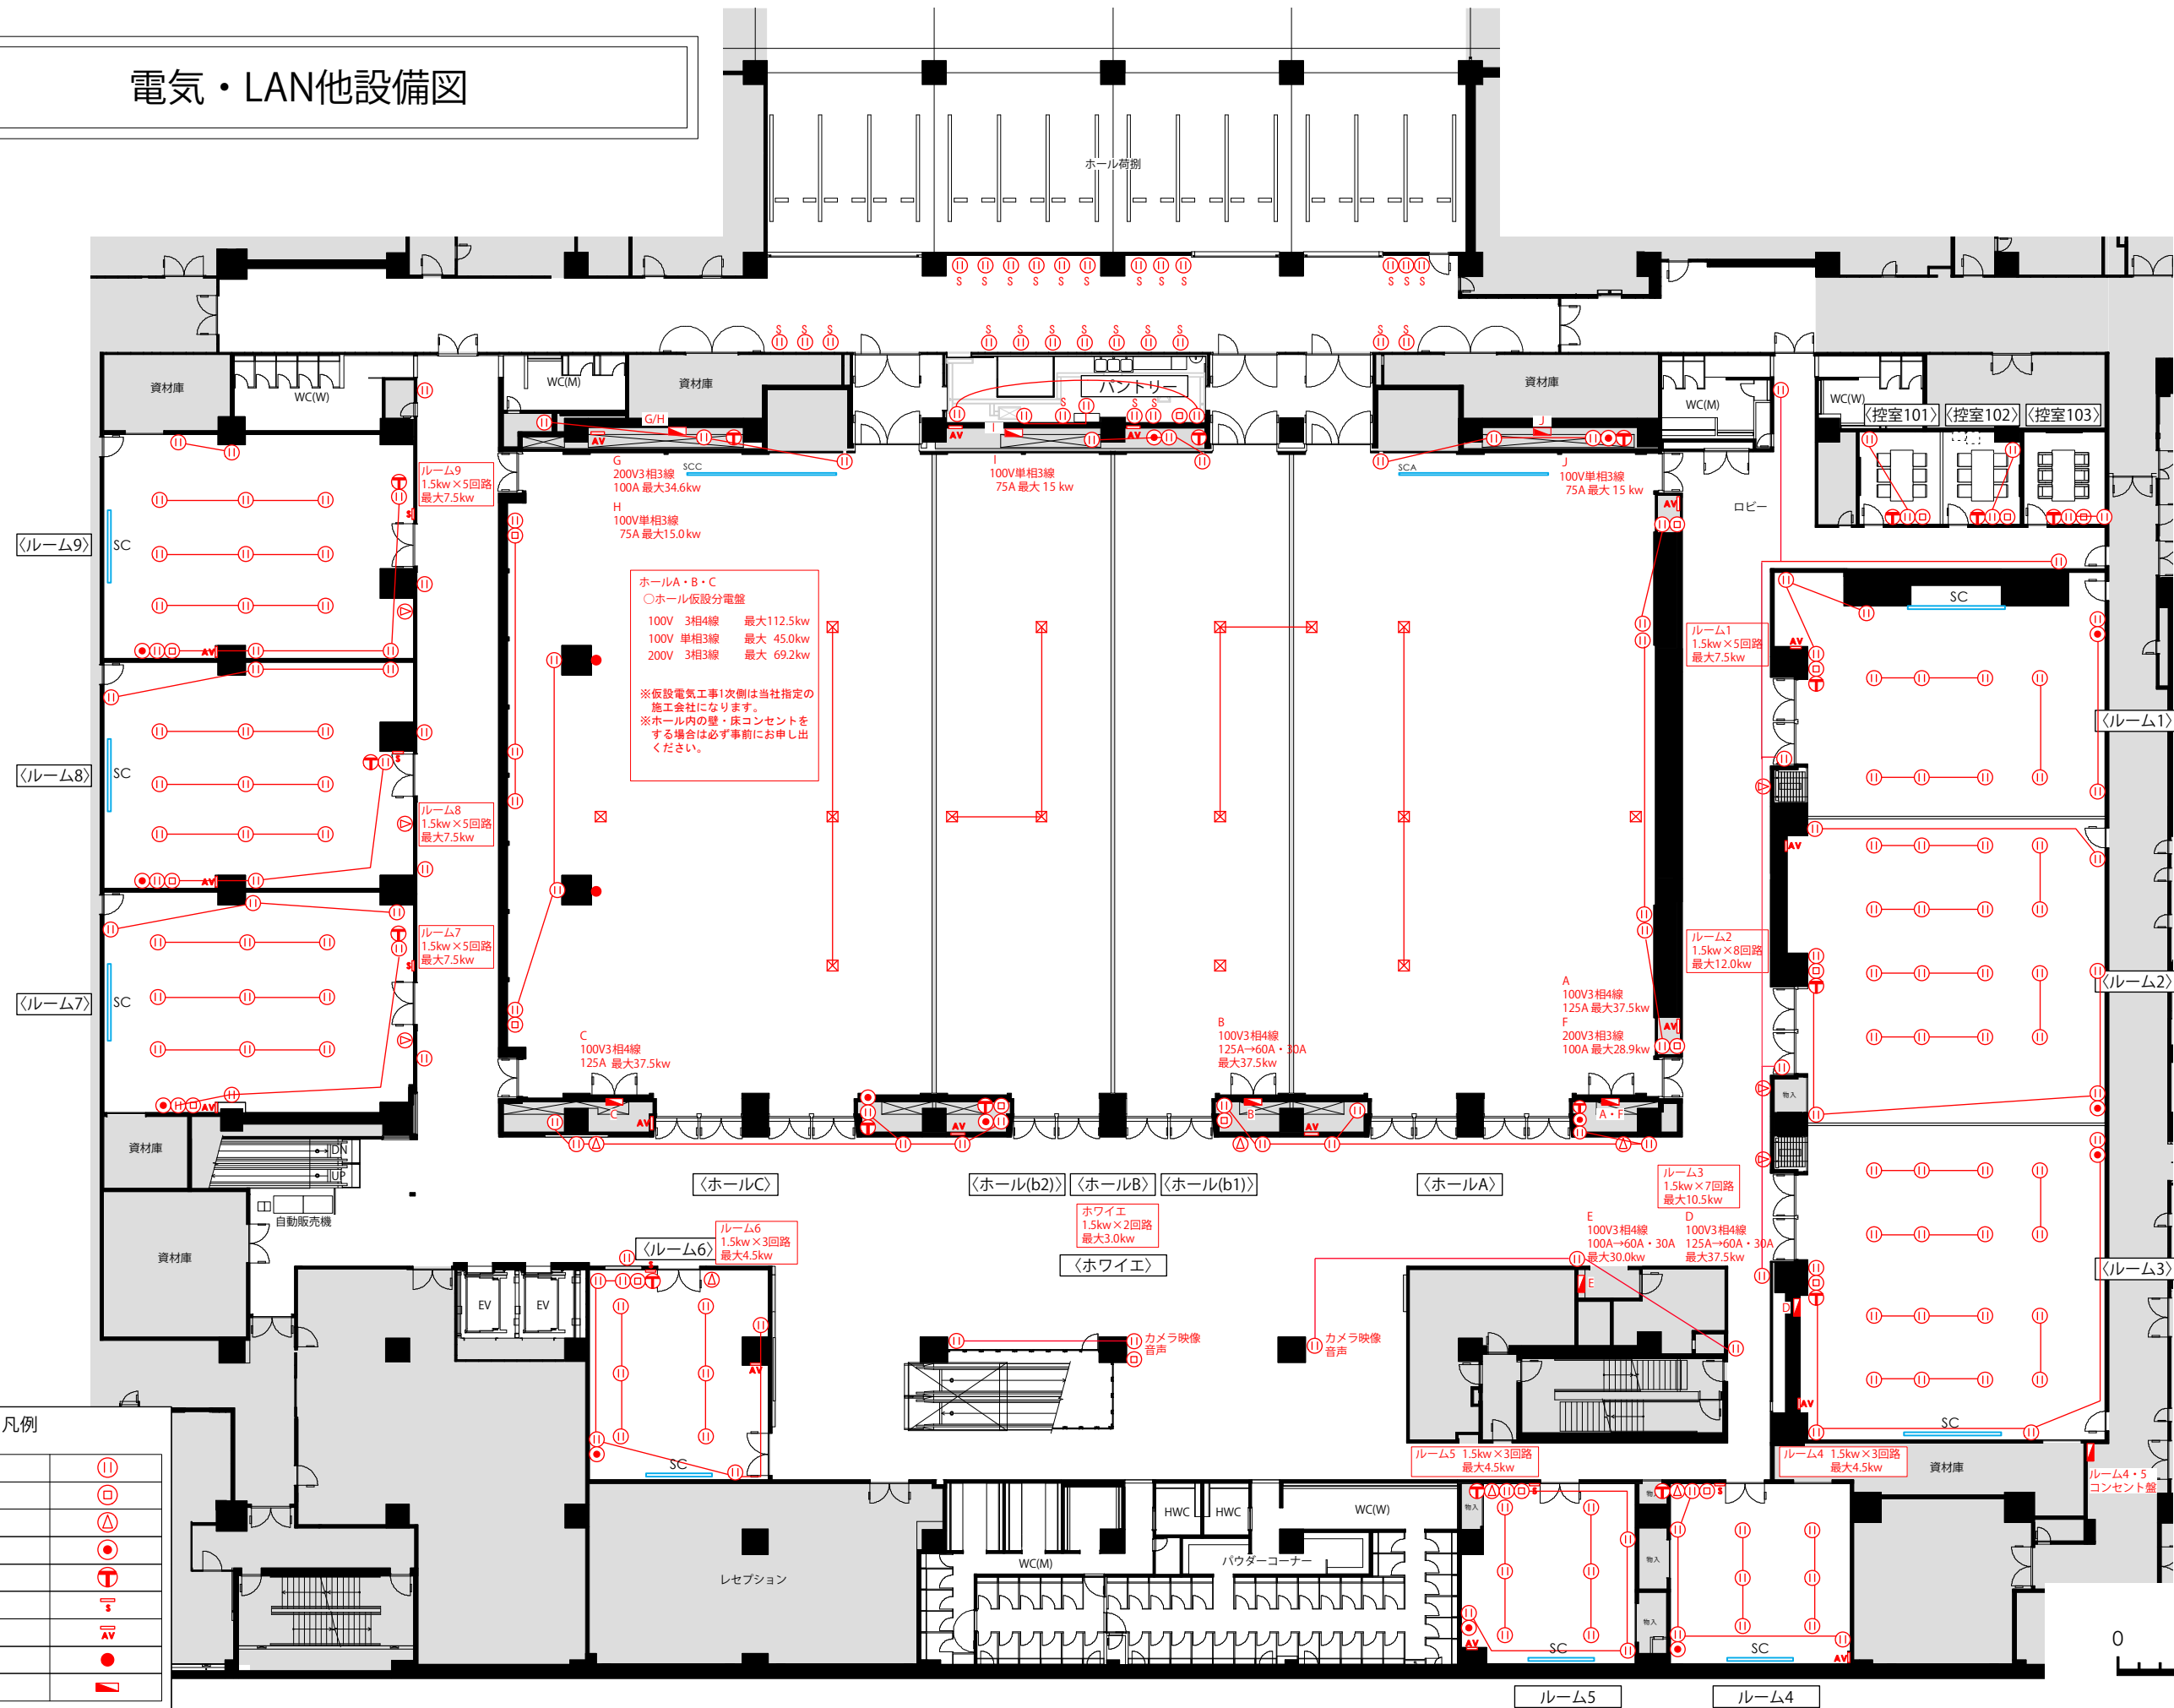 電気・LAN他設備図
ホール荷捌
資材庫
WC(W)
WC(M)
資材庫
パントリー
資材庫
WC(M)
WC(W)
〈控室101〉
〈控室102〉
〈控室103〉
G/H
I
J
SCC
SCA
G
200V3相3線
100A 最大34.6kw
H
100V単相3線
75A 最大15.0kw
I
100V単相3線
75A 最大 15 kw
J
100V単相3線
75A 最大 15 kw
ロビー
ルーム9
1.5kw×5回路
最大7.5kw
〈ルーム9〉
SC
ホールA・B・C
○ホール仮設分電盤
100V 3相4線 最大112.5kw
100V 単相3線 最大 45.0kw
200V 3相3線 最大 69.2kw
※仮設電気工事1次側は当社指定の
施工会社になります。
※ホール内の壁・床コンセントを
する場合は必ず事前にお申し出
ください。
SC
ルーム1
1.5kw×5回路
最大7.5kw
〈ルーム1〉
〈ルーム8〉
SC
ルーム8
1.5kw×5回路
最大7.5kw
ルーム7
1.5kw×5回路
最大7.5kw
〈ルーム7〉
SC
ルーム2
1.5kw×8回路
最大12.0kw
〈ルーム2〉
A
100V3相4線
125A 最大37.5kw
F
200V3相3線
100A 最大28.9kw
B
100V3相4線
125A→60A・30A
最大37.5kw
C
100V3相4線
125A 最大37.5kw
C
B
A・F
物入
資材庫
DN
UP
自動販売機
資材庫
〈ホールC〉
〈ホール(b2)〉
〈ホールB〉
〈ホール(b1)〉
〈ホールA〉
ルーム3
1.5kw×7回路
最大10.5kw
〈ルーム3〉
ホワイエ
1.5kw×2回路
最大3.0kw
〈ホワイエ〉
ルーム6
1.5kw×3回路
最大4.5kw
〈ルーム6〉
E
100V3相4線
100A→60A・30A
最大30.0kw
D
100V3相4線
125A→60A・30A
最大37.5kw
E
D
EV
EV
カメラ映像
音声
カメラ映像
音声
SC
SC
ルーム5 1.5kw×3回路
最大4.5kw
ルーム4 1.5kw×3回路
最大4.5kw
資材庫
ルーム4・5
コンセント盤
凡例
S
AV
HWC
HWC
WC(W)
WC(M)
パウダーコーナー
レセプション
物入
物入
物入
物入
SC
SC
AV
AV
0
ルーム5
ルーム4